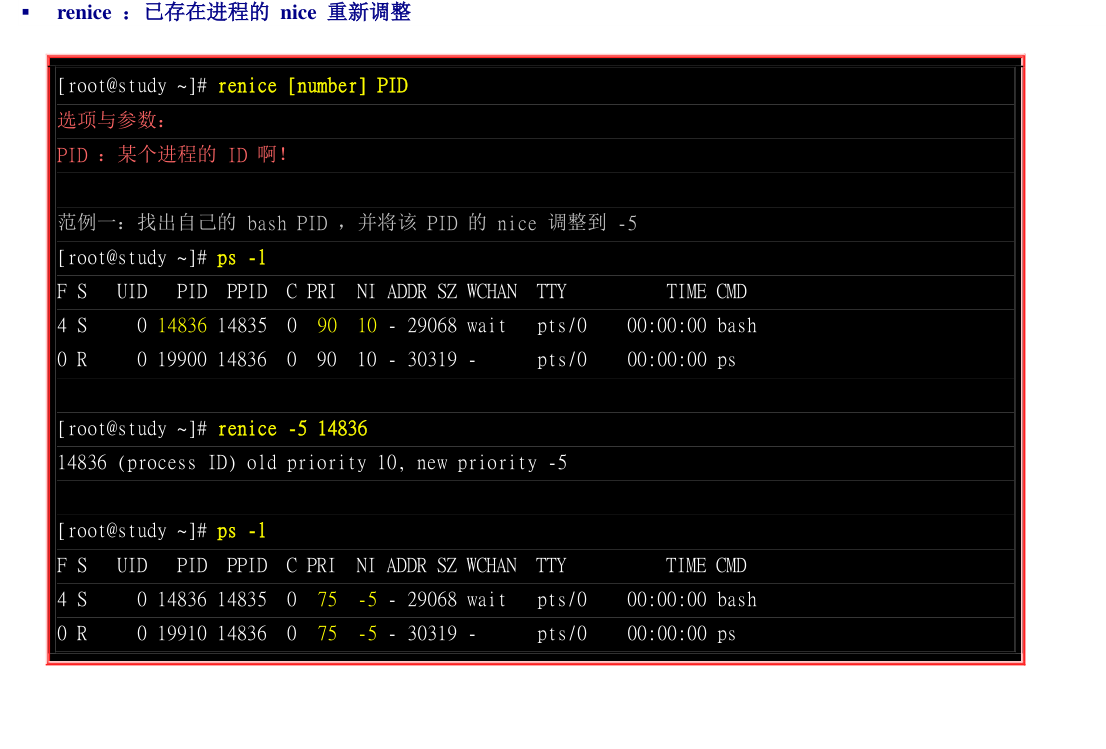 ▪ renice ：已存在进程的 nice 重新调整
[root@study ~]# renice [number] PID
选项与参数：
PID ：某个进程的 ID 啊！
范例一：找出自己的 bash PID ，并将该 PID 的 nice 调整到 -5
[root@study ~]# ps -l
F S   UID   PID  PPID  C PRI  NI ADDR SZ WCHAN  TTY          TIME CMD
4 S     0 14836 14835  0  90  10 - 29068 wait   pts/0    00:00:00 bash
0 R     0 19900 14836  0  90  10 - 30319 -      pts/0    00:00:00 ps
[root@study ~]# renice -5 14836
14836 (process ID) old priority 10, new priority -5
[root@study ~]# ps -l
F S   UID   PID  PPID  C PRI  NI ADDR SZ WCHAN  TTY          TIME CMD
4 S     0 14836 14835  0  75  -5 - 29068 wait   pts/0    00:00:00 bash
0 R     0 19910 14836  0  75  -5 - 30319 -      pts/0    00:00:00 ps